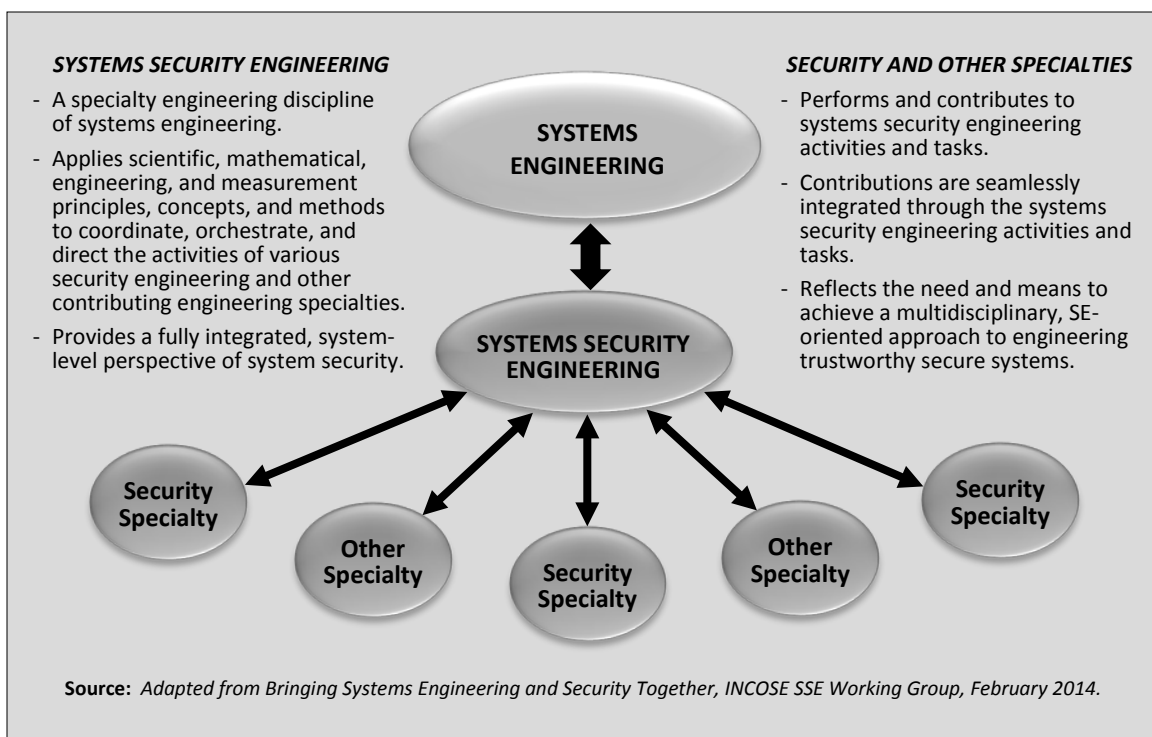 SYSTEMS SECURITY ENGINEERING
- A specialty engineering discipline
of systems engineering.
- Applies scientific, mathematical,
engineering, and measurement
principles, concepts, and methods
to coordinate, orchestrate, and
direct the activities of various
security engineering and other
contributing engineering specialties.
- Provides a fully integrated, system-
level perspective of system security.
SYSTEMS
ENGINEERING
SYSTEMS SECURITY
ENGINEERING
SECURITY AND OTHER SPECIALTIES
- Performs and contributes to
systems security engineering
activities and tasks.
- Contributions are seamlessly
integrated through the systems
security engineering activities and
tasks.
- Reflects the need and means to
achieve a multidisciplinary, SE-
oriented approach to engineering
trustworthy secure systems.
Security
Specialty
Other
Specialty
Security
Specialty
Other
Specialty
Security
Specialty
Source: Adapted from Bringing Systems Engineering and Security Together, INCOSE SSE Working Group, February 2014.